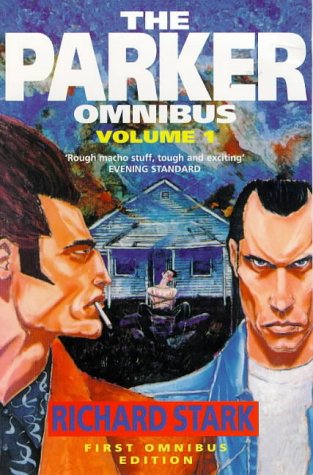 THE
PARKER
OMNIBUS
VOLUME 1
'Rough macho stuff, tough and exciting'
EVENING STANDARD
RICHARD STARK
FIRST OMNIBUS
EDITION